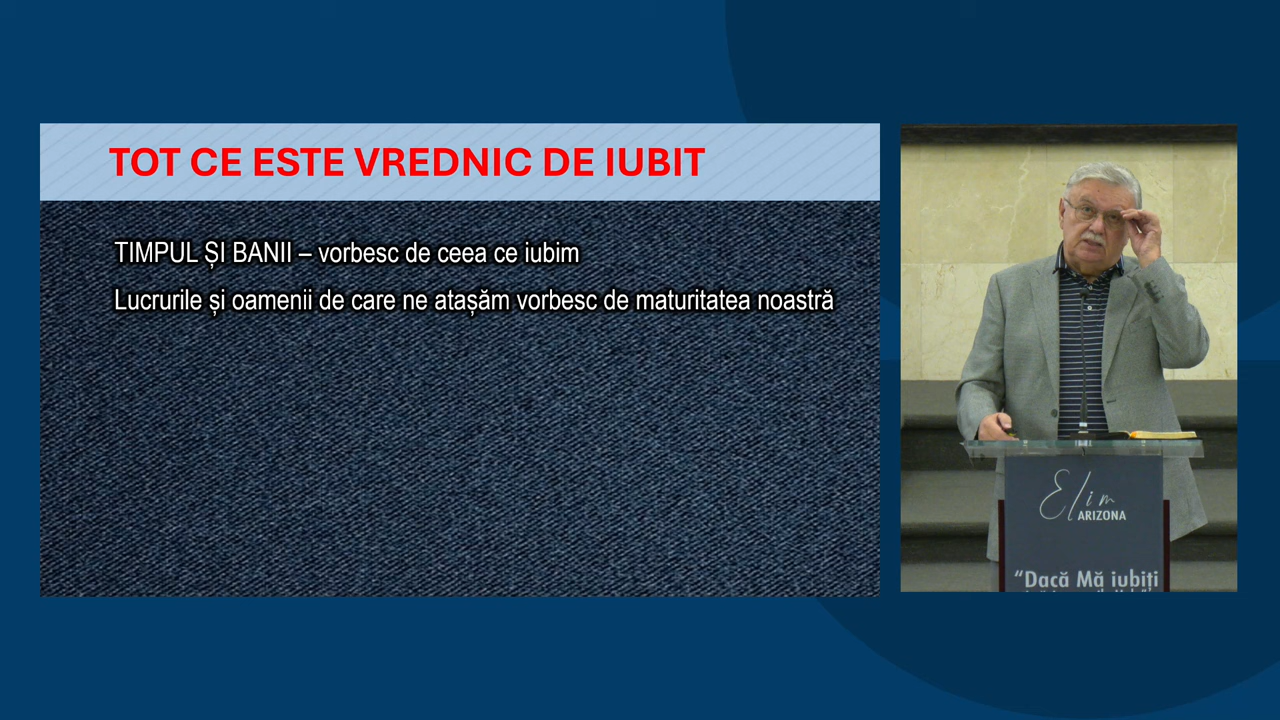 TOT CE ESTE VREDNIC DE IUBIT
TIMPUL ȘI BANII – vorbesc de ceea ce iubim
Lucrurile și oamenii de care ne atașăm vorbesc de maturitatea noastră
Elim
ARIZONA
“Dacă Mă iubiți